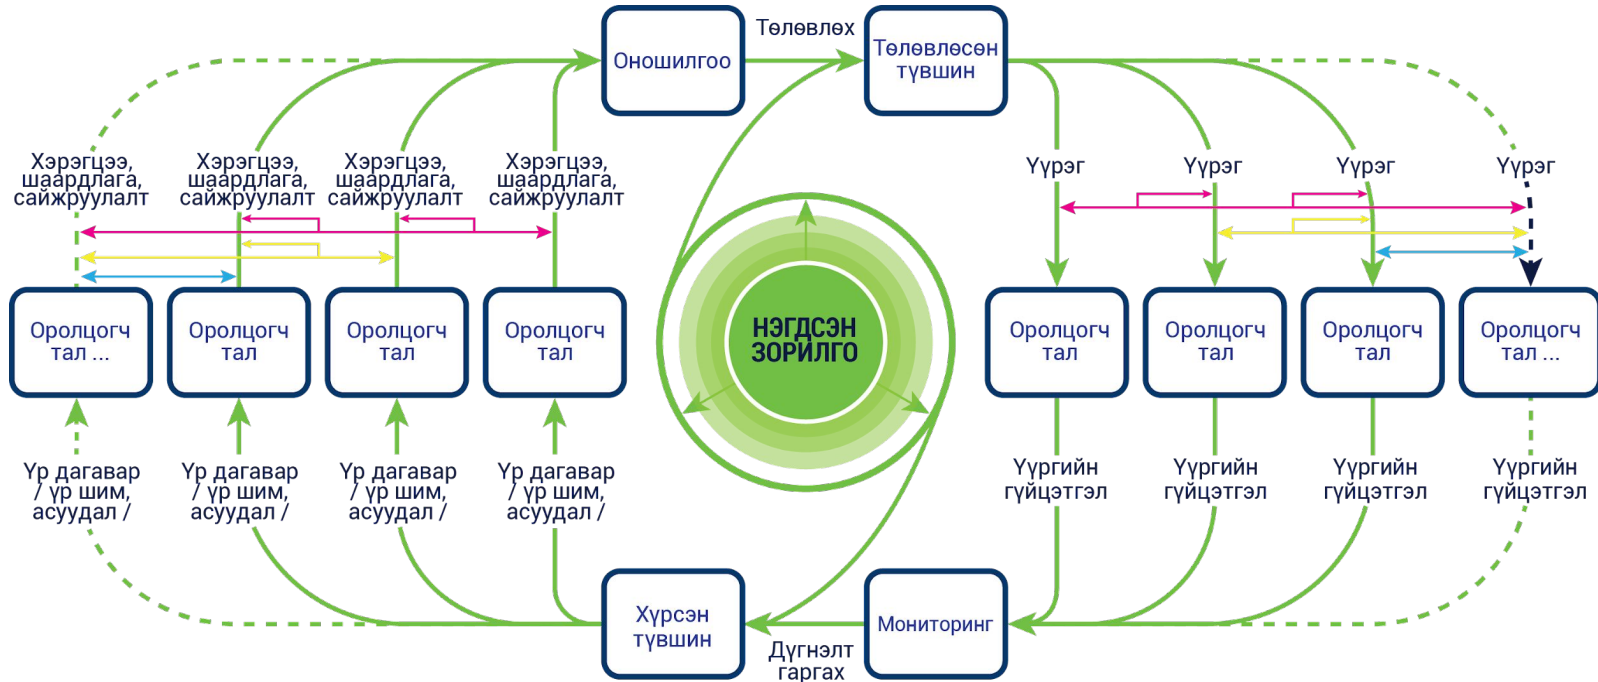 Оношилгоо
Төлөвлөх
Төлөвлөсөн
түвшин
Хэрэгцээ,
шаардлага,
сайжруулалт
Хэрэгцээ,
шаардлага,
сайжруулалт
Хэрэгцээ,
шаардлага,
сайжруулалт
Хэрэгцээ,
шаардлага,
сайжруулалт
Үүрэг
Үүрэг
Үүрэг
Үүрэг
Оролцогч
тал ...
Оролцогч
тал
Оролцогч
тал
Оролцогч
тал
НЭГДСЭН
ЗОРИЛГО
Оролцогч
тал
Оролцогч
тал
Оролцогч
тал
Оролцогч
тал ...
Үр дагавар
/ үр шим,
асуудал /
Үр дагавар
/ үр шим,
асуудал /
Үр дагавар
/ үр шим,
асуудал /
Үр дагавар
/ үр шим,
асуудал /
Үүргийн
гүйцэтгэл
Үүргийн
гүйцэтгэл
Үүргийн
гүйцэтгэл
Үүргийн
гүйцэтгэл
Хүрсэн
түвшин
Дүгнэлт
гаргах
Мониторинг